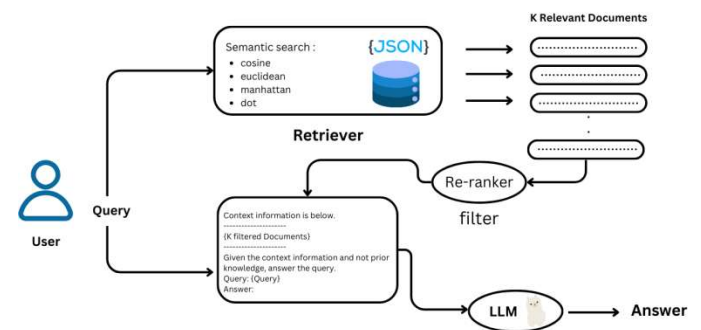 K Relevant Documents
Semantic search :
{JSON}
• cosine
• euclidean
• manhattan
• dot
Retriever
Re-ranker
filter
User
Query
Context information is below.
---------------------
{K filtered Documents}
---------------------
Given the context information and not prior
knowledge, answer the query.
Query: {Query}
Answer:
LLM
Answer